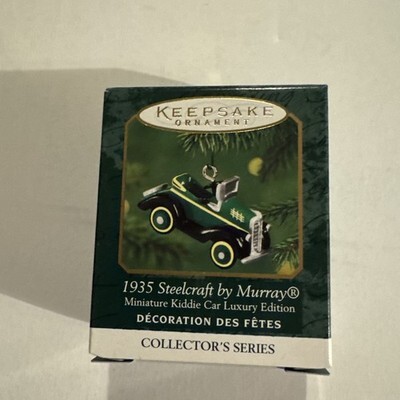 KEEPSAKE
ORNAMENT
1935 Steelcraft by Murray®
Miniature Kiddie Car Luxury Edition
DÉCORATION DES FÊTES
COLLECTOR'S SERIES